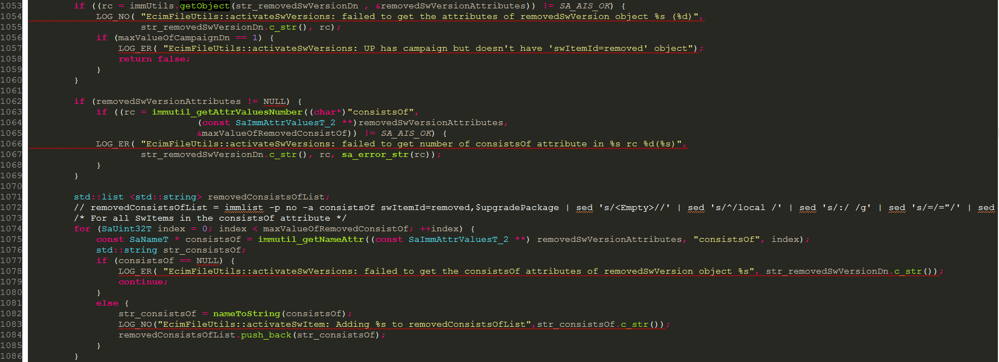 1053 if ((rc = immUtils.getObject(str_removedSwVersionDn , &removedSwVersionAttributes)) != SA_AIS_OK) {
1054 LOG_NO( "EcimFileUtils::activateSwVersions: failed to get the attributes of removedSwVersion object %s (%d)",
1055 str_removedSwVersionDn.c_str(), rc);
1056 if (maxValueOfCampaignDn == 1) {
1057 LOG_ER( "EcimFileUtils::activateSwVersions: UP has campaign but doesn't have 'swItemId=removed' object");
1058 return false;
1059 }
1060 }
1061
1062 if (removedSwVersionAttributes != NULL) {
1063 if ((rc = immutil_getAttrValuesNumber((char*)"consistsOf",
1064 (const SaImmAttrValuesT_2 **)removedSwVersionAttributes,
1065 &maxValueOfRemovedConsistOf)) != SA_AIS_OK) {
1066 LOG_ER( "EcimFileUtils::activateSwVersions: failed to get number of consistsOf attribute in %s rc %d(%s)",
1067 str_removedSwVersionDn.c_str(), rc, sa_error_str(rc));
1068 }
1069 }
1070
1071 std::list <std::string> removedConsistsOfList;
1072 // removedConsistsOfList = immlist -p no -a consistsOf swItemId=removed,$upgradePackage | sed 's/<Empty>//' | sed 's/^/local /' | sed 's/:/ /g' | sed 's/=/="/' | sed
1073 /* For all SwItems in the consistsOf attribute */
1074 for (SaUint32T index = 0; index < maxValueOfRemovedConsistOf; ++index) {
1075 const SaNameT * consistsOf = immutil_getNameAttr((const SaImmAttrValuesT_2 **) removedSwVersionAttributes, "consistsOf", index);
1076 std::string str_consistsOf;
1077 if (consistsOf == NULL) {
1078 LOG_ER( "EcimFileUtils::activateSwVersions: failed to get the consistsOf attributes of removedSwVersion object %s", str_removedSwVersionDn.c_str());
1079 continue;
1080 }
1081 else {
1082 str_consistsOf = nameToString(consistsOf);
1083 LOG_NO("EcimFileUtils::activateSwItem: Adding %s to removedConsistsOfList",str_consistsOf.c_str());
1084 removedConsistsOfList.push_back(str_consistsOf);
1085 }
1086 }